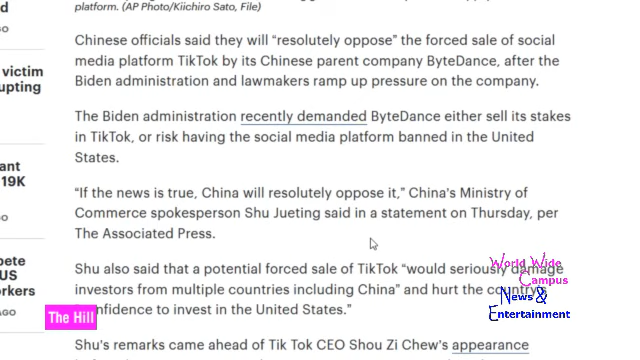 platform. (AP Photo/Kiichiro Sato, File)
Chinese officials said they will “resolutely oppose” the forced sale of social
media platform TikTok by its Chinese parent company ByteDance, after the
Biden administration and lawmakers ramp up pressure on the company.
The Biden administration recently demanded ByteDance either sell its stakes
in TikTok, or risk having the social media platform banned in the United
States.
“If the news is true, China will resolutely oppose it,” China’s Ministry of
Commerce spokesperson Shu Jueting said in a statement on Thursday, per
The Associated Press.
Shu also said that a potential forced sale of TikTok “would seriously damage
investors from multiple countries including China” and hurt the country’s
confidence to invest in the United States.”
Shu’s remarks came ahead of Tik Tok CEO Shou Zi Chew’s appearance
victim
19K
US
The Hill
World Wide
Campus
News &
Entertainment